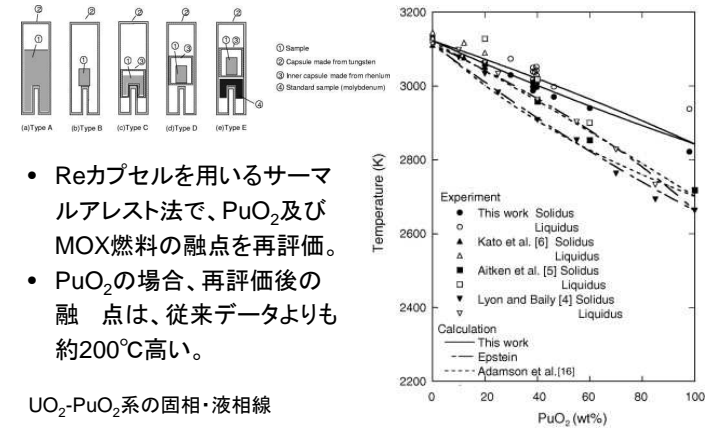 ② ② ② ② ②
① ① ① ③ ① ③ ① ③
④
(a)Type A (b)Type B (c)Type C (d)Type D (e)Type E
① Sample
② Capsule made from tungsten
③ Inner capsule made from rhenium
④ Standard sample (molybdenum)
• Reカプセルを用いるサーマ
ルアレスト法で、PuO₂及び
MOX燃料の融点を再評価。
• PuO₂の場合、再評価後の
融 点は、従来データよりも
約200℃高い。
UO₂-PuO₂系の固相・液相線
3200
3000
2800
2600
2400
2200
Temperature (K)
Experiment
This work Solidus
Liquidus
Kato et al. [6] Solidus
Liquidus
Aitken et al. [5] Solidus
Liquidus
Lyon and Baily [4] Solidus
Liquidus
Calculation
This work
Epstein
Adamson et al.[16]
0 20 40 60 80 100
PuO₂ (wt%)